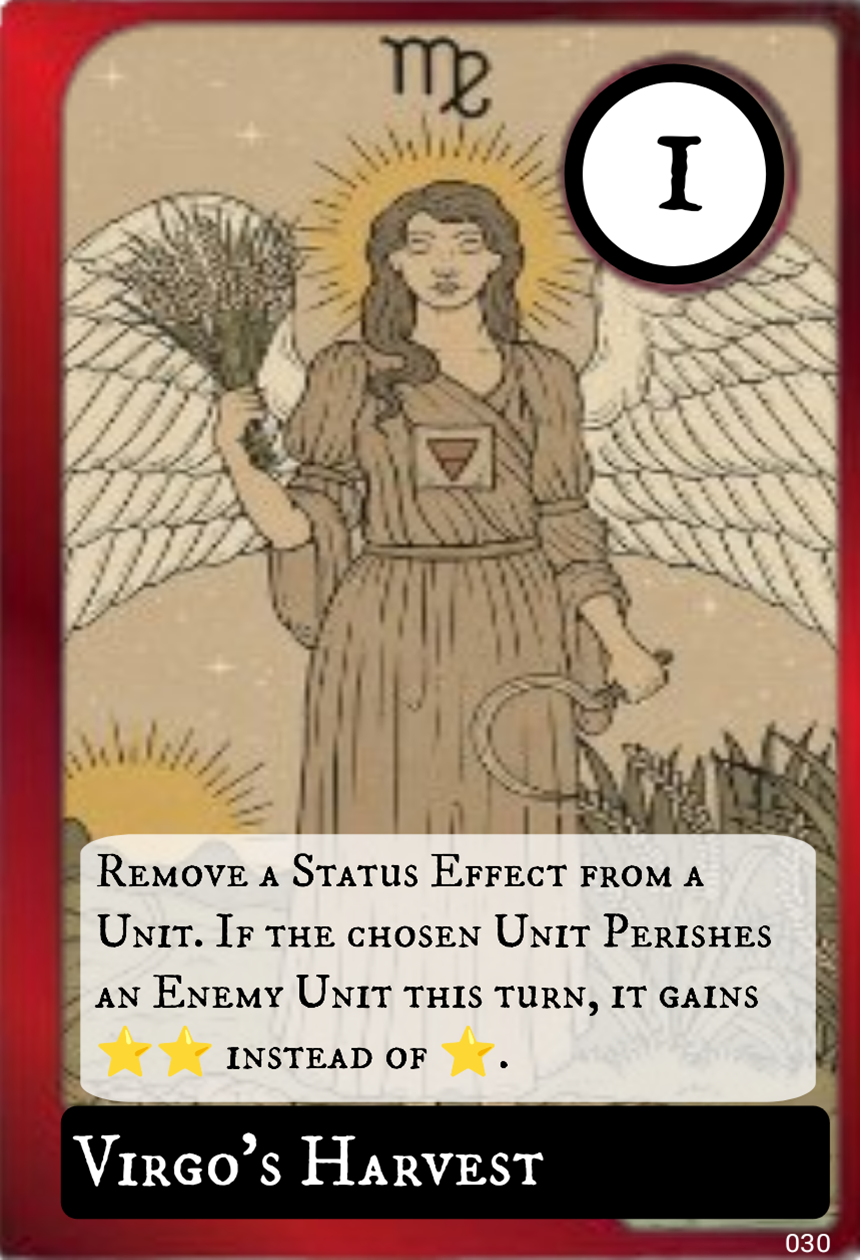 ♍
I
Remove a Status Effect from a
Unit. If the chosen Unit Perishes
an Enemy Unit this turn, it gains
⭐⭐ instead of ⭐.
Virgo's Harvest
030